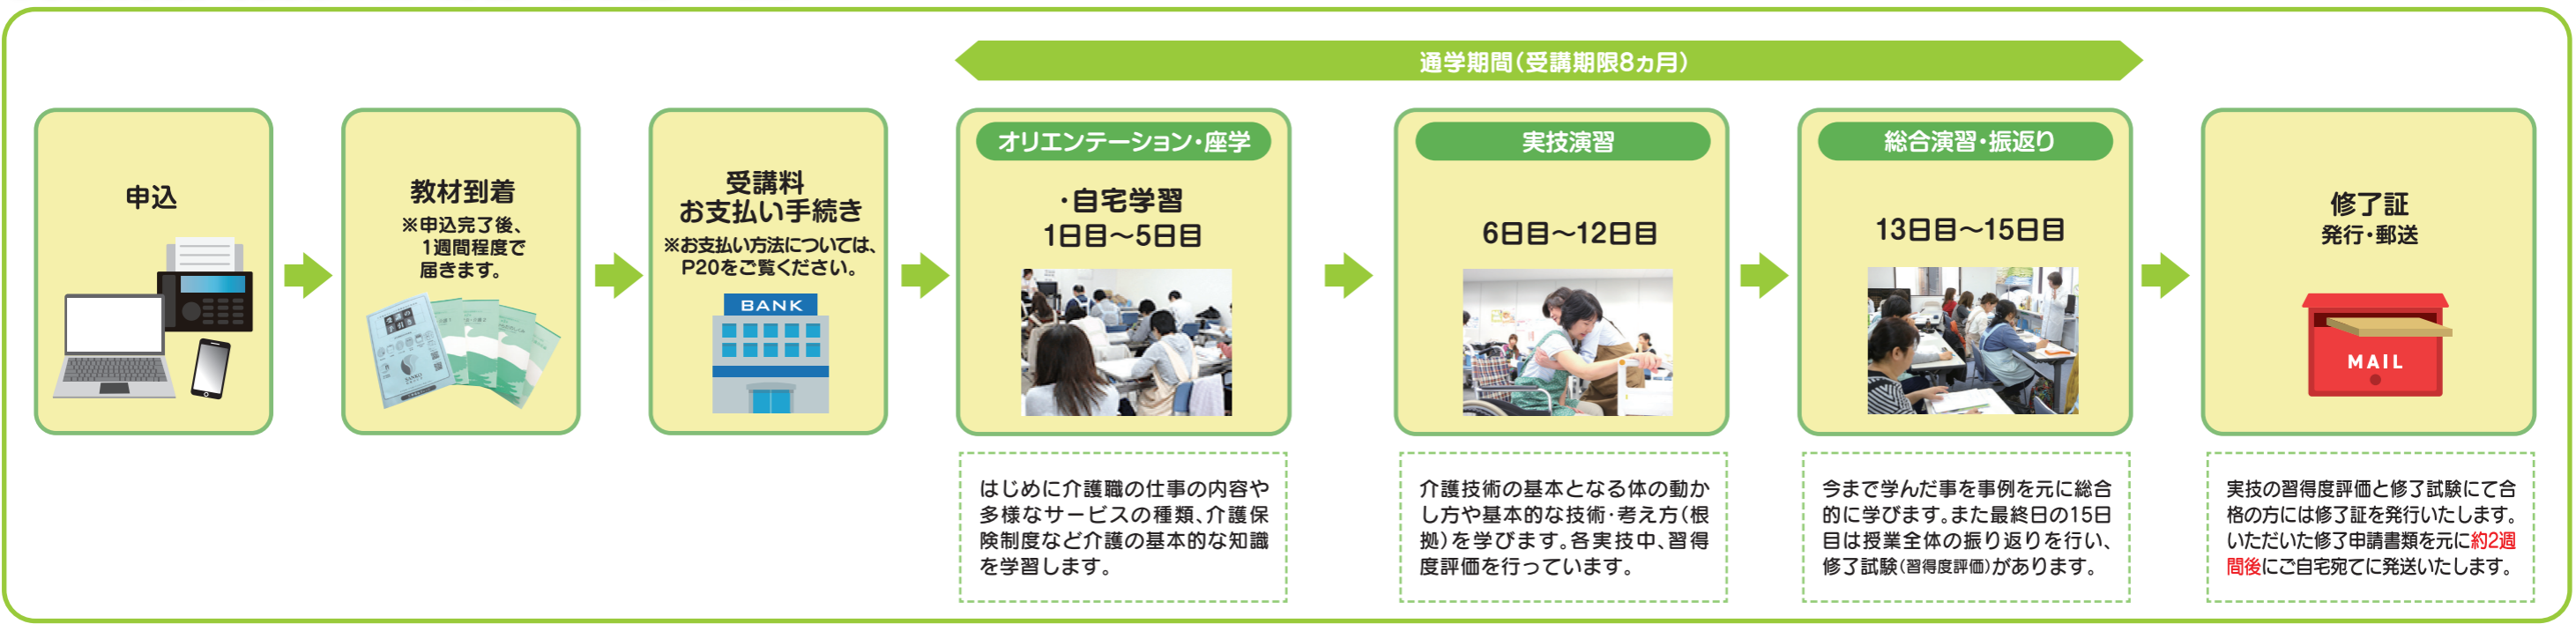 通学期間(受講期限8ヵ月)
申込
教材到着
※申込完了後、
1週間程度で
届きます。
受講の
手引き
受講料
お支払い手続き
※お支払い方法については、
P20をご覧ください。
BANK
オリエンテーション・座学
・自宅学習
1日目〜5日目
はじめに介護職の仕事の内容や
多様なサービスの種類、介護保
険制度など介護の基本的な知識
を学習します。
実技演習
6日目〜12日目
介護技術の基本となる体の動か
し方や基本的な技術・考え方(根
拠)を学びます。各実技中、習得
度評価を行っています。
総合演習・振返り
13日目〜15日目
今まで学んだ事を事例を元に総合
的に学びます。また最終日の15日
目は授業全体の振り返りを行い、
修了試験(習得度評価)があります。
修了証
発行・郵送
MAIL
実技の習得度評価と修了試験にて合
格の方には修了証を発行いたします。
いただいた修了申請書類を元に約2週
間後にご自宅宛てに発送いたします。